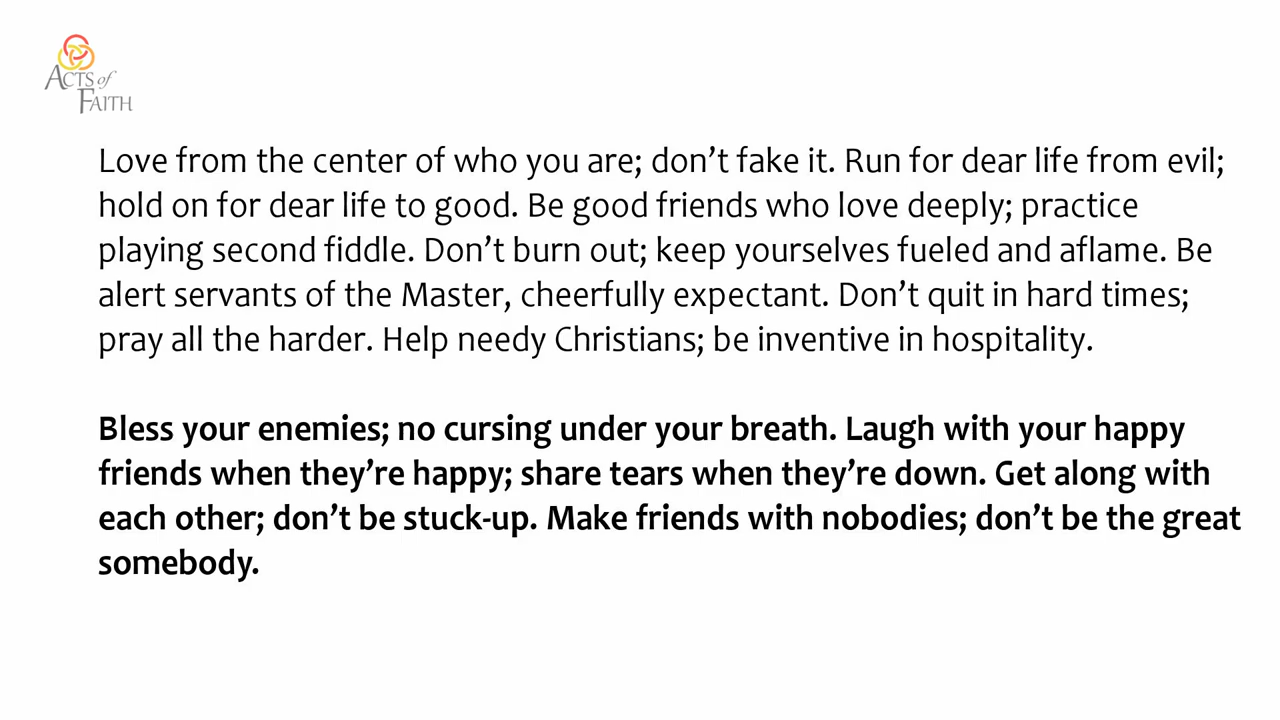 ACTS of
FAITH
Love from the center of who you are; don’t fake it. Run for dear life from evil;
hold on for dear life to good. Be good friends who love deeply; practice
playing second fiddle. Don’t burn out; keep yourselves fueled and aflame. Be
alert servants of the Master, cheerfully expectant. Don’t quit in hard times;
pray all the harder. Help needy Christians; be inventive in hospitality.
Bless your enemies; no cursing under your breath. Laugh with your happy
friends when they’re happy; share tears when they’re down. Get along with
each other; don’t be stuck-up. Make friends with nobodies; don’t be the great
somebody.